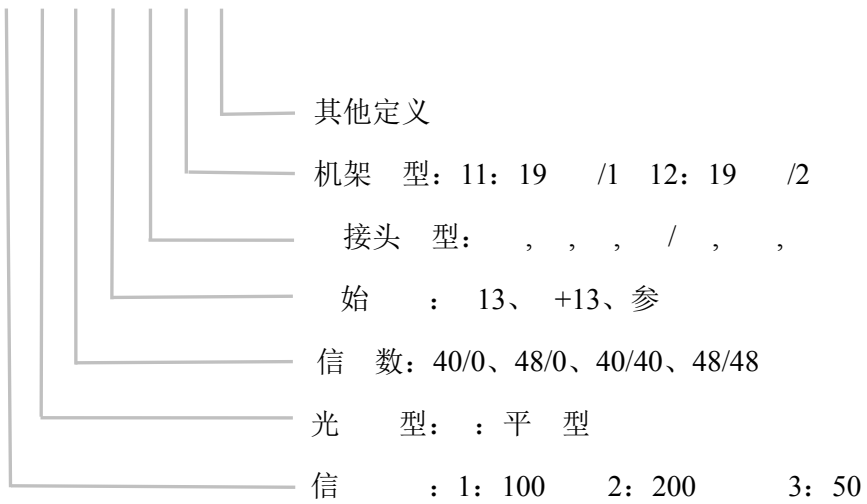 其他定义
机架 型：11：19 /1 12：19 /2
接头 型： , , , / , ,
始 ： 13、 +13、参
信 数：40/0、48/0、40/40、48/48
光 型： ：平 型
信 ：1：100 2：200 3：50